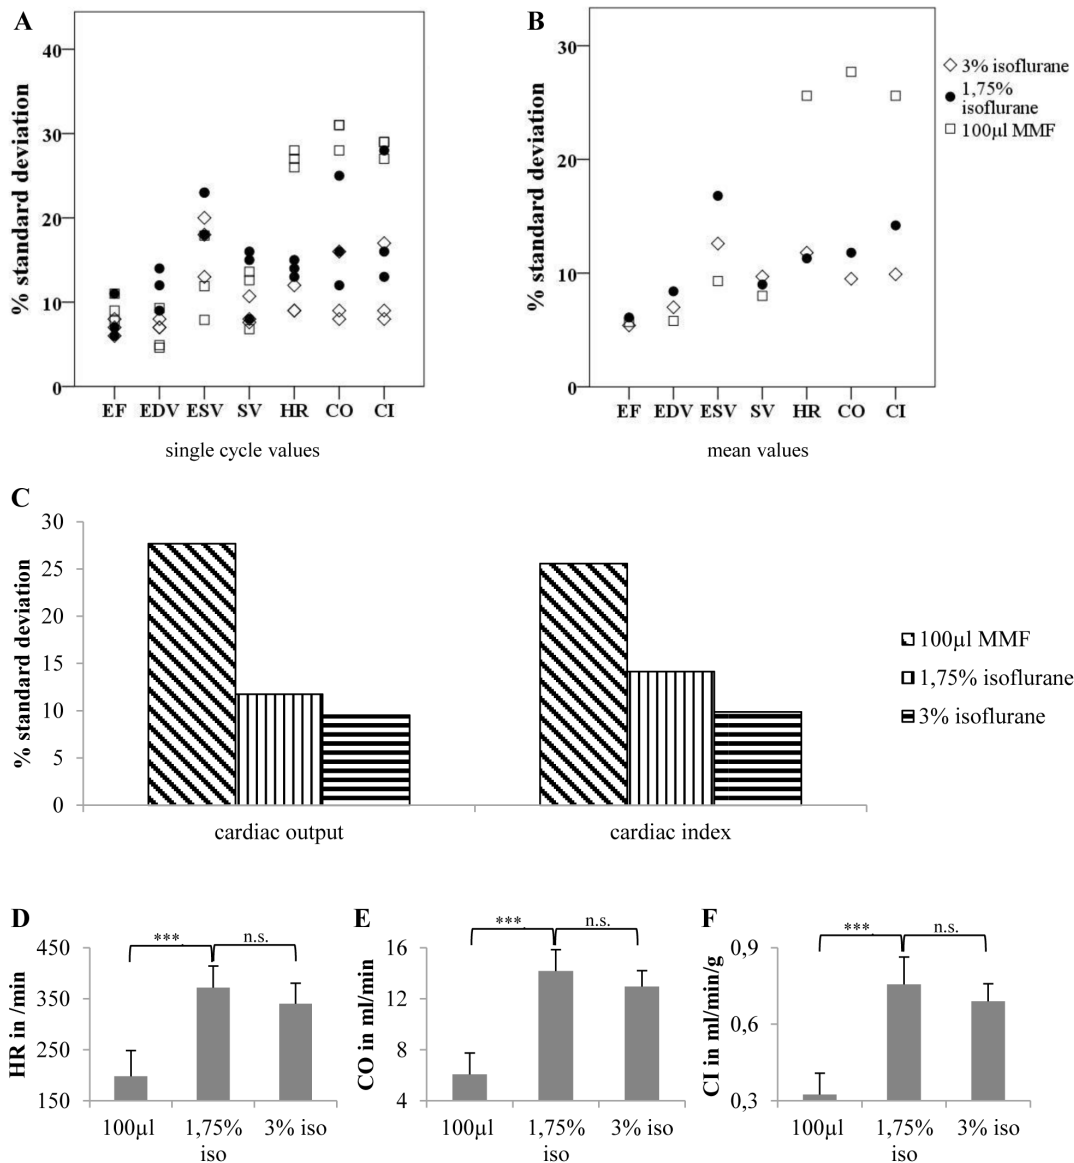 A
% standard deviation
40
30
20
10
0
EF EDV ESV SV HR CO CI
single cycle values
B
% standard deviation
30
20
10
0
EF EDV ESV SV HR CO CI
mean values
3% isoflurane
1,75%
isoflurane
100µl MMF
C
% standard deviation
30
25
20
15
10
5
0
cardiac output cardiac index
100µl MMF
1,75% isoflurane
3% isoflurane
D
HR in /min
450
350
250
150
*** n.s.
100µl 1,75% 3% iso
iso
E
CO in ml/min
16
12
8
4
*** n.s.
100µl 1,75% 3% iso
iso
F
CI in ml/min/g
0,9
0,6
0,3
*** n.s.
100µl 1,75% 3% iso
iso